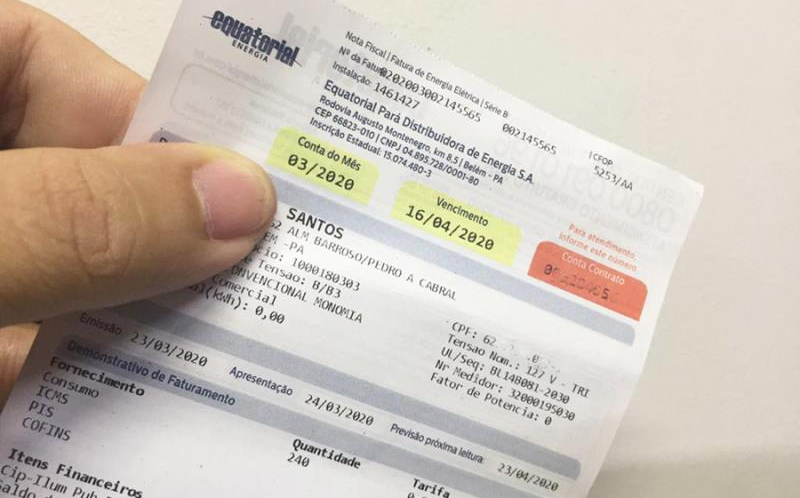 equatorial
ENERGIA
Nota Fiscal | Fatura de Energia Elétrica | Série B
Nº da Fatura: 0202003002145565 002145565 CFOP
Instalação: 1461427 5253/AA
Equatorial Pará Distribuidora de Energia S.A.
Rodovia Augusto Montenegro, km 8,5 | Belém - PA
CEP 66823-010 | CNPJ 04.895.728/0001-80
Inscrição Estadual: 15.074.480-3
Conta do Mês
03/2020
Vencimento
16/04/2020
Para atendimento,
informe este número.
Conta Contrato
SANTOS
ALM BARROSO/PEDRO A CABRAL
-PA
1000180303
Tensao: B/B3
CONVENCIONAL MONOMIA
Comercial
(kWh): 0,00
CPF: 62
Tensao Nom.: 127 V - TRI
UL/Seq: BL14B081-2030
Nr Medidor: 32000195030
Fator de Potencia: 0
Emissão 23/03/2020 Apresentação 24/03/2020 Previsão próxima leitura: 23/04/2020
Demonstrativo de Faturamento
Fornecimento Quantidade Tarifa
Consumo 240
ICMS
PIS
COFINS
Itens Financeiros
Cip-Ilum Pub
Saldo